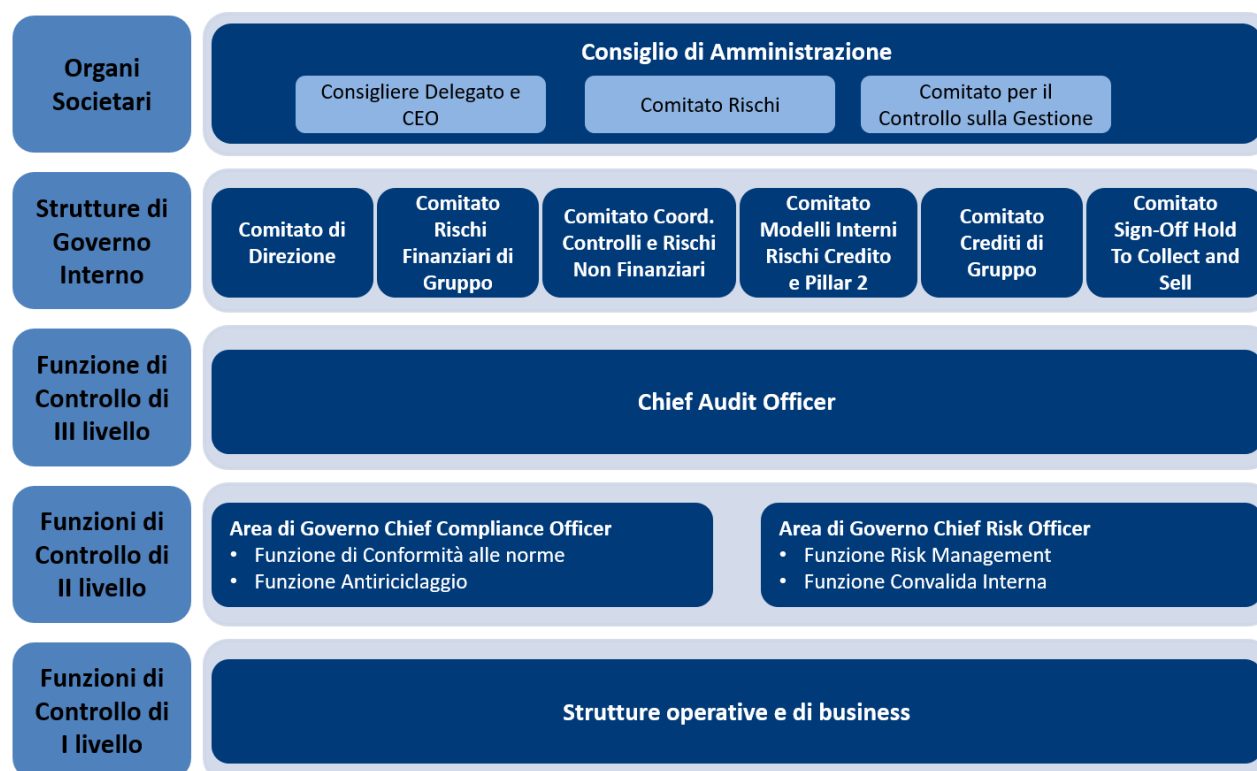 Organi
Societari
Consiglio di Amministrazione
Consigliere Delegato e
CEO
Comitato Rischi
Comitato per il
Controllo sulla Gestione
Strutture di
Governo
Interno
Comitato di
Direzione
Comitato
Rischi
Finanziari di
Gruppo
Comitato Coord.
Controlli e Rischi
Non Finanziari
Comitato
Modelli Interni
Rischi Credito
e Pillar 2
Comitato
Crediti di
Gruppo
Comitato
Sign-Off Hold
To Collect and
Sell
Funzione di
Controllo di
III livello
Chief Audit Officer
Funzioni di
Controllo di
II livello
Area di Governo Chief Compliance Officer
• Funzione di Conformità alle norme
• Funzione Antiriciclaggio
Area di Governo Chief Risk Officer
• Funzione Risk Management
• Funzione Convalida Interna
Funzioni di
Controllo di
I livello
Strutture operative e di business